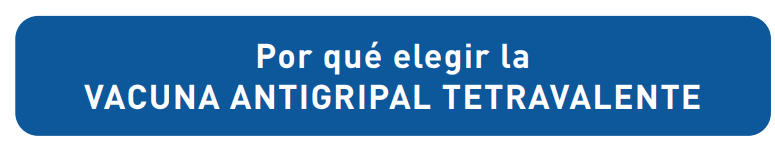 Por qué elegir la
VACUNA ANTIGRIPAL TETRAVALENTE